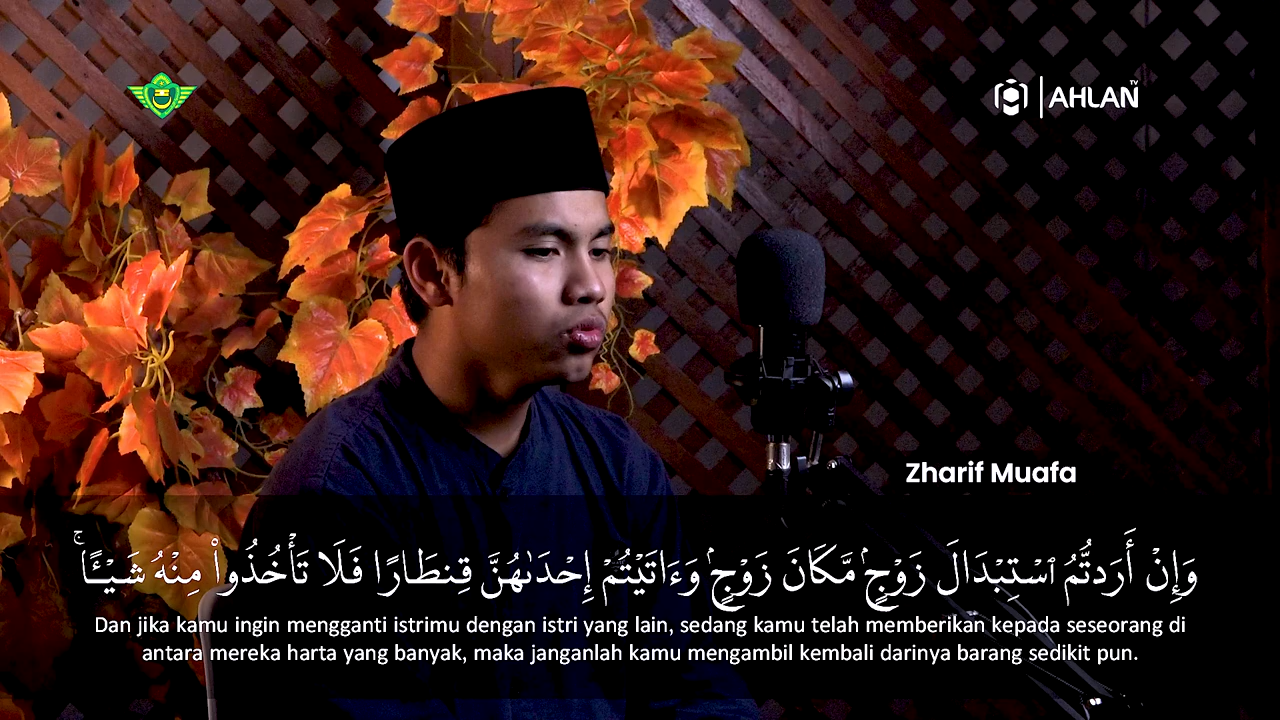 AHLAN TV
Zharif Muafa
وَإِنْ أَرَدتُّمُ ٱسْتِبْدَالَ زَوْجٍ مَّكَانَ زَوْجٍ وَءَاتَيْتُمْ إِحْدَىٰهُنَّ قِنطَارًا فَلَا تَأْخُذُوا۟ مِنْهُ شَيْـًٔا ۚ
Dan jika kamu ingin mengganti istrimu dengan istri yang lain, sedang kamu telah memberikan kepada seseorang di
antara mereka harta yang banyak, maka janganlah kamu mengambil kembali darinya barang sedikit pun.